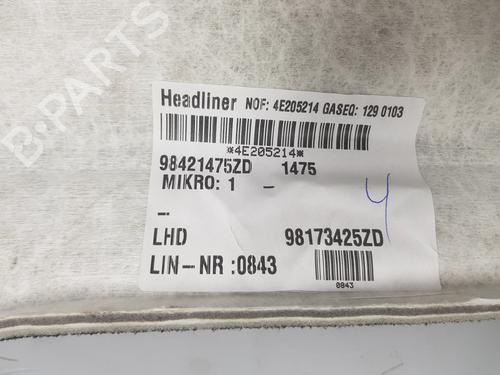 Headliner NOF: 4E205214 GASEQ: 129 0103
*4E205214*
98421475ZD 1475
MIKRO: 1 -
-.
LHD 98173425ZD
LIN-NR :0843
0843
4
B-PARTS